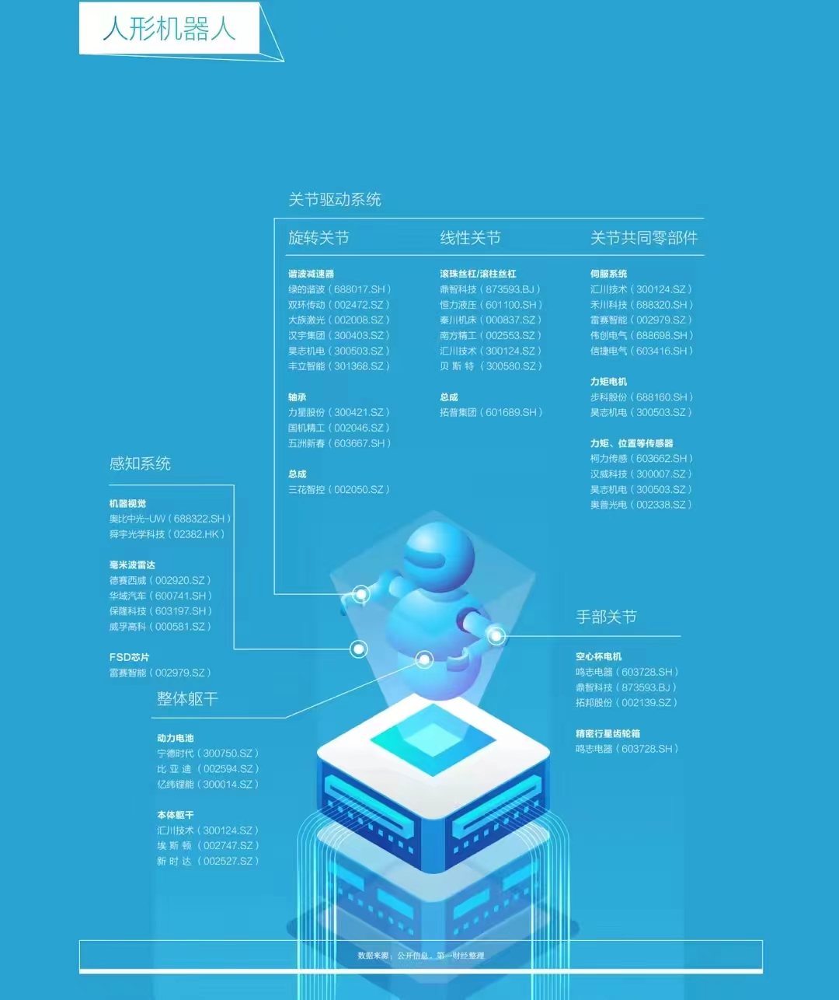 人形机器人
关节驱动系统
旋转关节
谐波减速器
绿的谐波（688017.SH）
双环传动（002472.SZ）
大族激光（002008.SZ）
汉宇集团（300403.SZ）
昊志机电（300503.SZ）
丰立智能（301368.SZ）
轴承
力星股份（300421.SZ）
国机精工（002046.SZ）
五洲新春（603667.SH）
总成
三花智控（002050.SZ）
线性关节
滚珠丝杠/滚柱丝杠
鼎智科技（873593.BJ）
恒力液压（601100.SH）
秦川机床（000837.SZ）
南方精工（002553.SZ）
汇川技术（300124.SZ）
贝斯特（300580.SZ）
总成
拓普集团（601689.SH）
关节共同零部件
伺服系统
汇川技术（300124.SZ）
禾川科技（688320.SH）
雷赛智能（002979.SZ）
伟创电气（688698.SH）
信捷电气（603416.SH）
力矩电机
步科股份（688160.SH）
昊志机电（300503.SZ）
力矩、位置等传感器
柯力传感（603662.SH）
汉威科技（300007.SZ）
昊志机电（300503.SZ）
奥普光电（002338.SZ）
感知系统
机器视觉
奥比中光-UW（688322.SH）
舜宇光学科技（02382.HK）
毫米波雷达
德赛西威（002920.SZ）
华域汽车（600741.SH）
保隆科技（603197.SH）
威孚高科（000581.SZ）
FSD芯片
雷赛智能（002979.SZ）
整体躯干
动力电池
宁德时代（300750.SZ）
比亚迪（002594.SZ）
亿纬锂能（300014.SZ）
本体躯干
汇川技术（300124.SZ）
埃斯顿（002747.SZ）
新时达（002527.SZ）
手部关节
空心杯电机
鸣志电器（603728.SH）
鼎智科技（873593.BJ）
拓邦股份（002139.SZ）
精密行星齿轮箱
鸣志电器（603728.SH）
数据来源：公开信息，第一财经整理